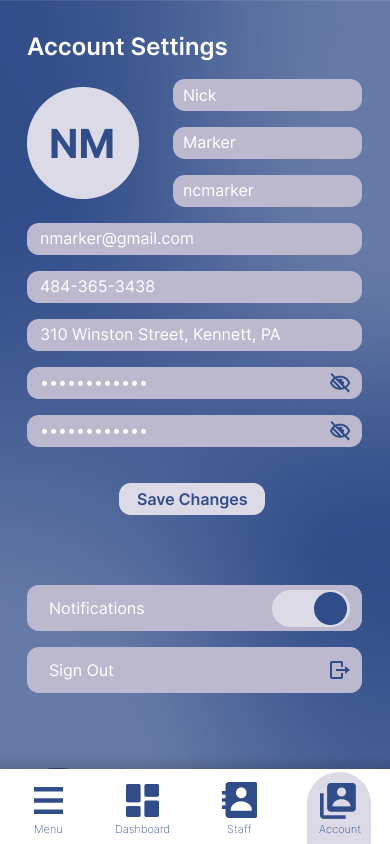 Account Settings
NM
Nick
Marker
ncmarker
nmarker@gmail.com
484-365-3438
310 Winston Street, Kennett, PA
••••••••••••
••••••••••••
Save Changes
Notifications
Sign Out
Menu
Dashboard
Staff
Account